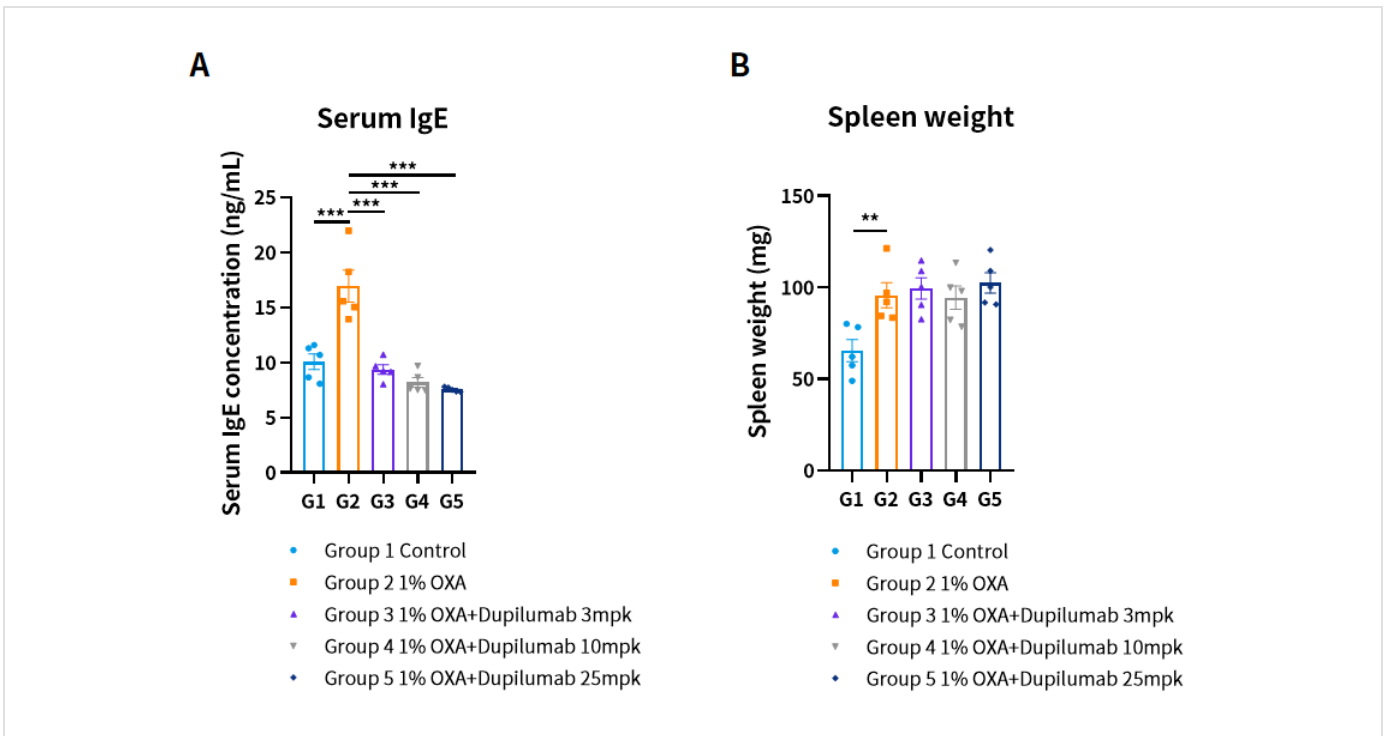 A
Serum IgE
Serum IgE concentration (ng/mL)
***
***
***
***
25
20
15
10
5
0
G1 G2 G3 G4 G5
Group 1 Control
Group 2 1% OXA
Group 3 1% OXA+Dupilumab 3mpk
Group 4 1% OXA+Dupilumab 10mpk
Group 5 1% OXA+Dupilumab 25mpk
B
Spleen weight
Spleen weight (mg)
**
150
100
50
0
G1 G2 G3 G4 G5
Group 1 Control
Group 2 1% OXA
Group 3 1% OXA+Dupilumab 3mpk
Group 4 1% OXA+Dupilumab 10mpk
Group 5 1% OXA+Dupilumab 25mpk